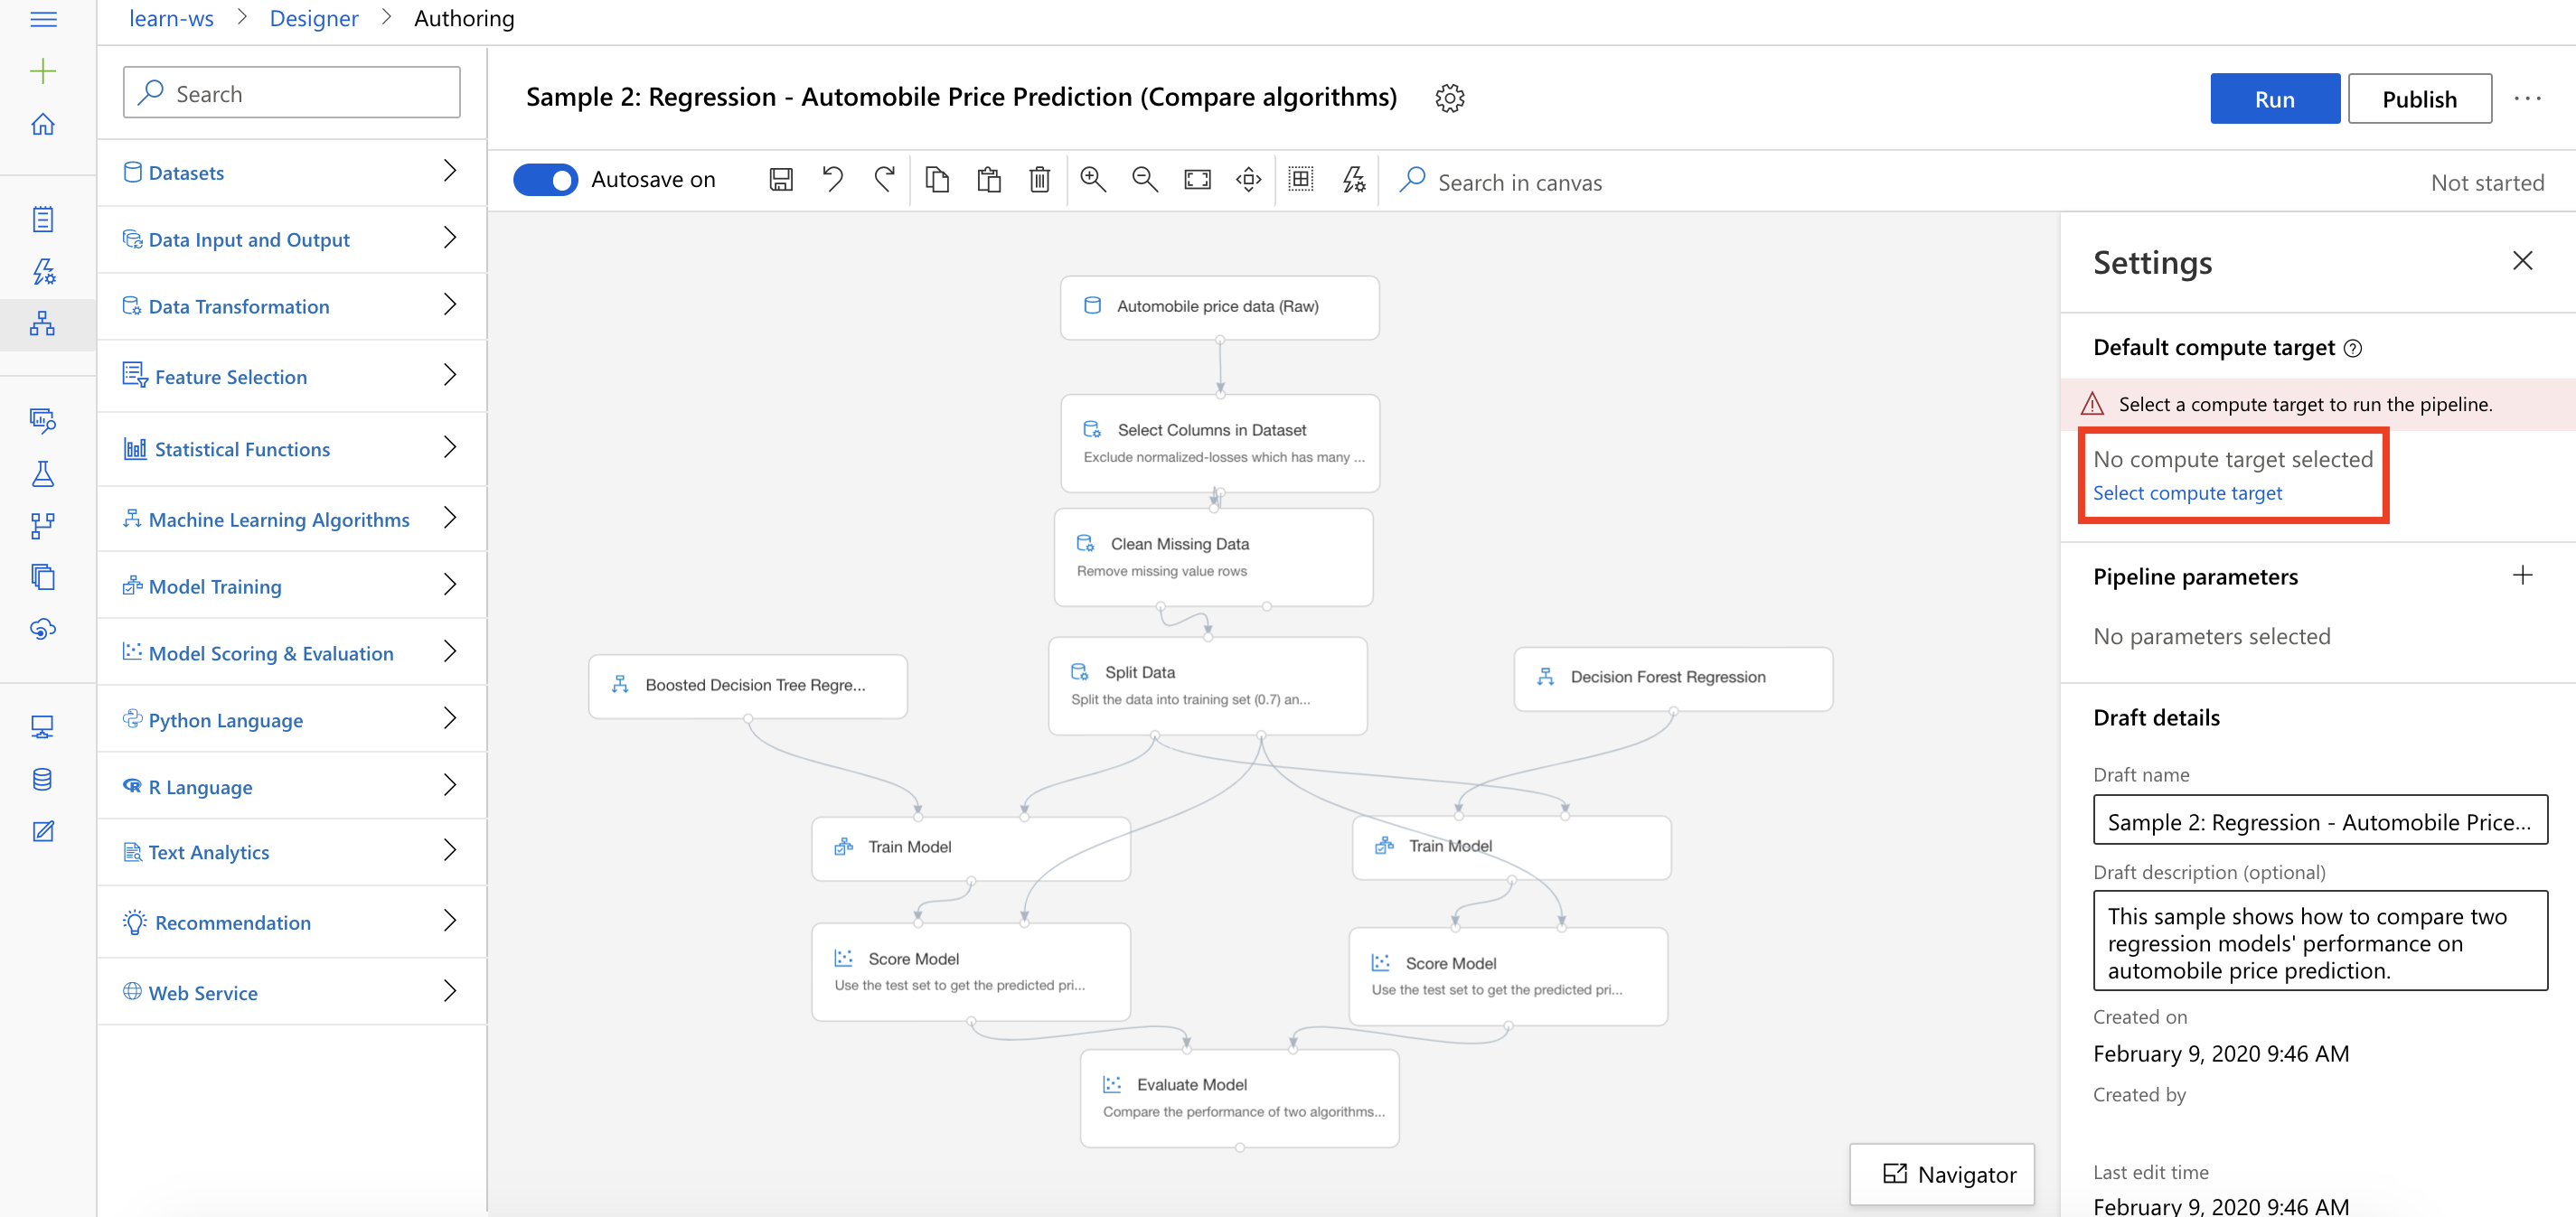 learn-ws > Designer > Authoring
Search
Datasets
Data Input and Output
Data Transformation
Feature Selection
Statistical Functions
Machine Learning Algorithms
Model Training
Model Scoring & Evaluation
Python Language
R Language
Text Analytics
Recommendation
Web Service
Sample 2: Regression - Automobile Price Prediction (Compare algorithms)
Run
Publish
Autosave on
Search in canvas
Not started
Automobile price data (Raw)
Select Columns in Dataset
Exclude normalized-losses which has many ...
Clean Missing Data
Remove missing value rows
Split Data
Split the data into training set (0.7) an...
Boosted Decision Tree Regre...
Decision Forest Regression
Train Model
Train Model
Score Model
Use the test set to get the predicted pri...
Score Model
Use the test set to get the predicted pri...
Evaluate Model
Compare the performance of two algorithms...
Navigator
Settings
Default compute target
Select a compute target to run the pipeline.
No compute target selected
Select compute target
Pipeline parameters
No parameters selected
Draft details
Draft name
Sample 2: Regression - Automobile Price...
Draft description (optional)
This sample shows how to compare two
regression models' performance on
automobile price prediction.
Created on
February 9, 2020 9:46 AM
Created by
Last edit time
February 9, 2020 9:46 AM